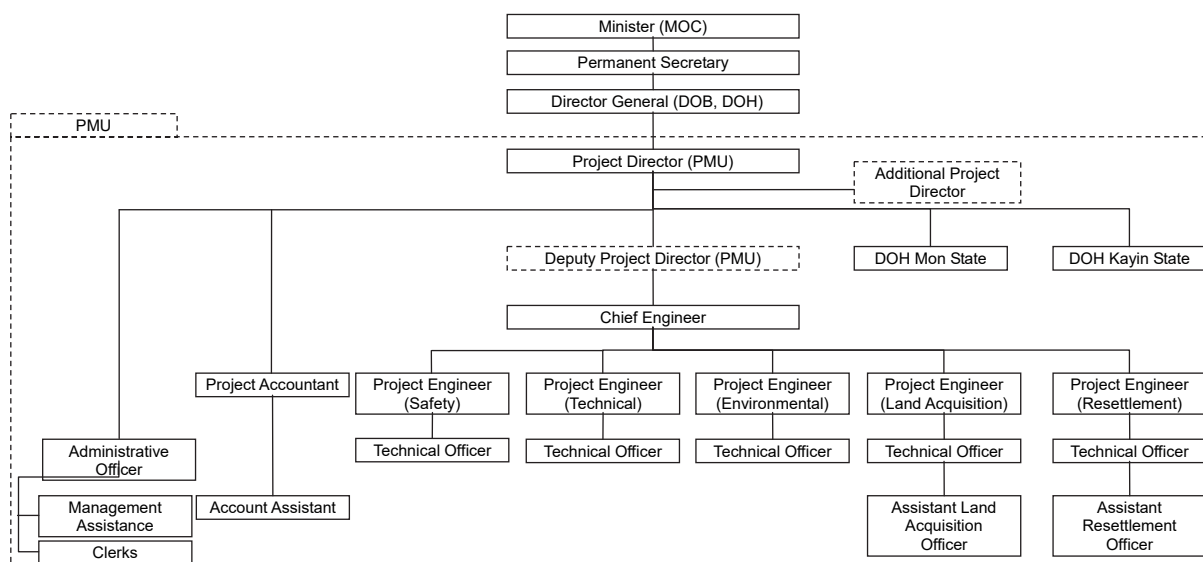 Minister (MOC)
Permanent Secretary
Director General (DOB, DOH)
PMU
Project Director (PMU)
Additional Project
Director
Deputy Project Director (PMU)
DOH Mon State
DOH Kayin State
Chief Engineer
Project Accountant
Project Engineer
(Safety)
Project Engineer
(Technical)
Project Engineer
(Environmental)
Project Engineer
(Land Acquisition)
Project Engineer
(Resettlement)
Administrative
Officer
Technical Officer
Technical Officer
Technical Officer
Technical Officer
Technical Officer
Management
Assistance
Account Assistant
Assistant Land
Acquisition
Officer
Assistant
Resettlement
Officer
Clerks